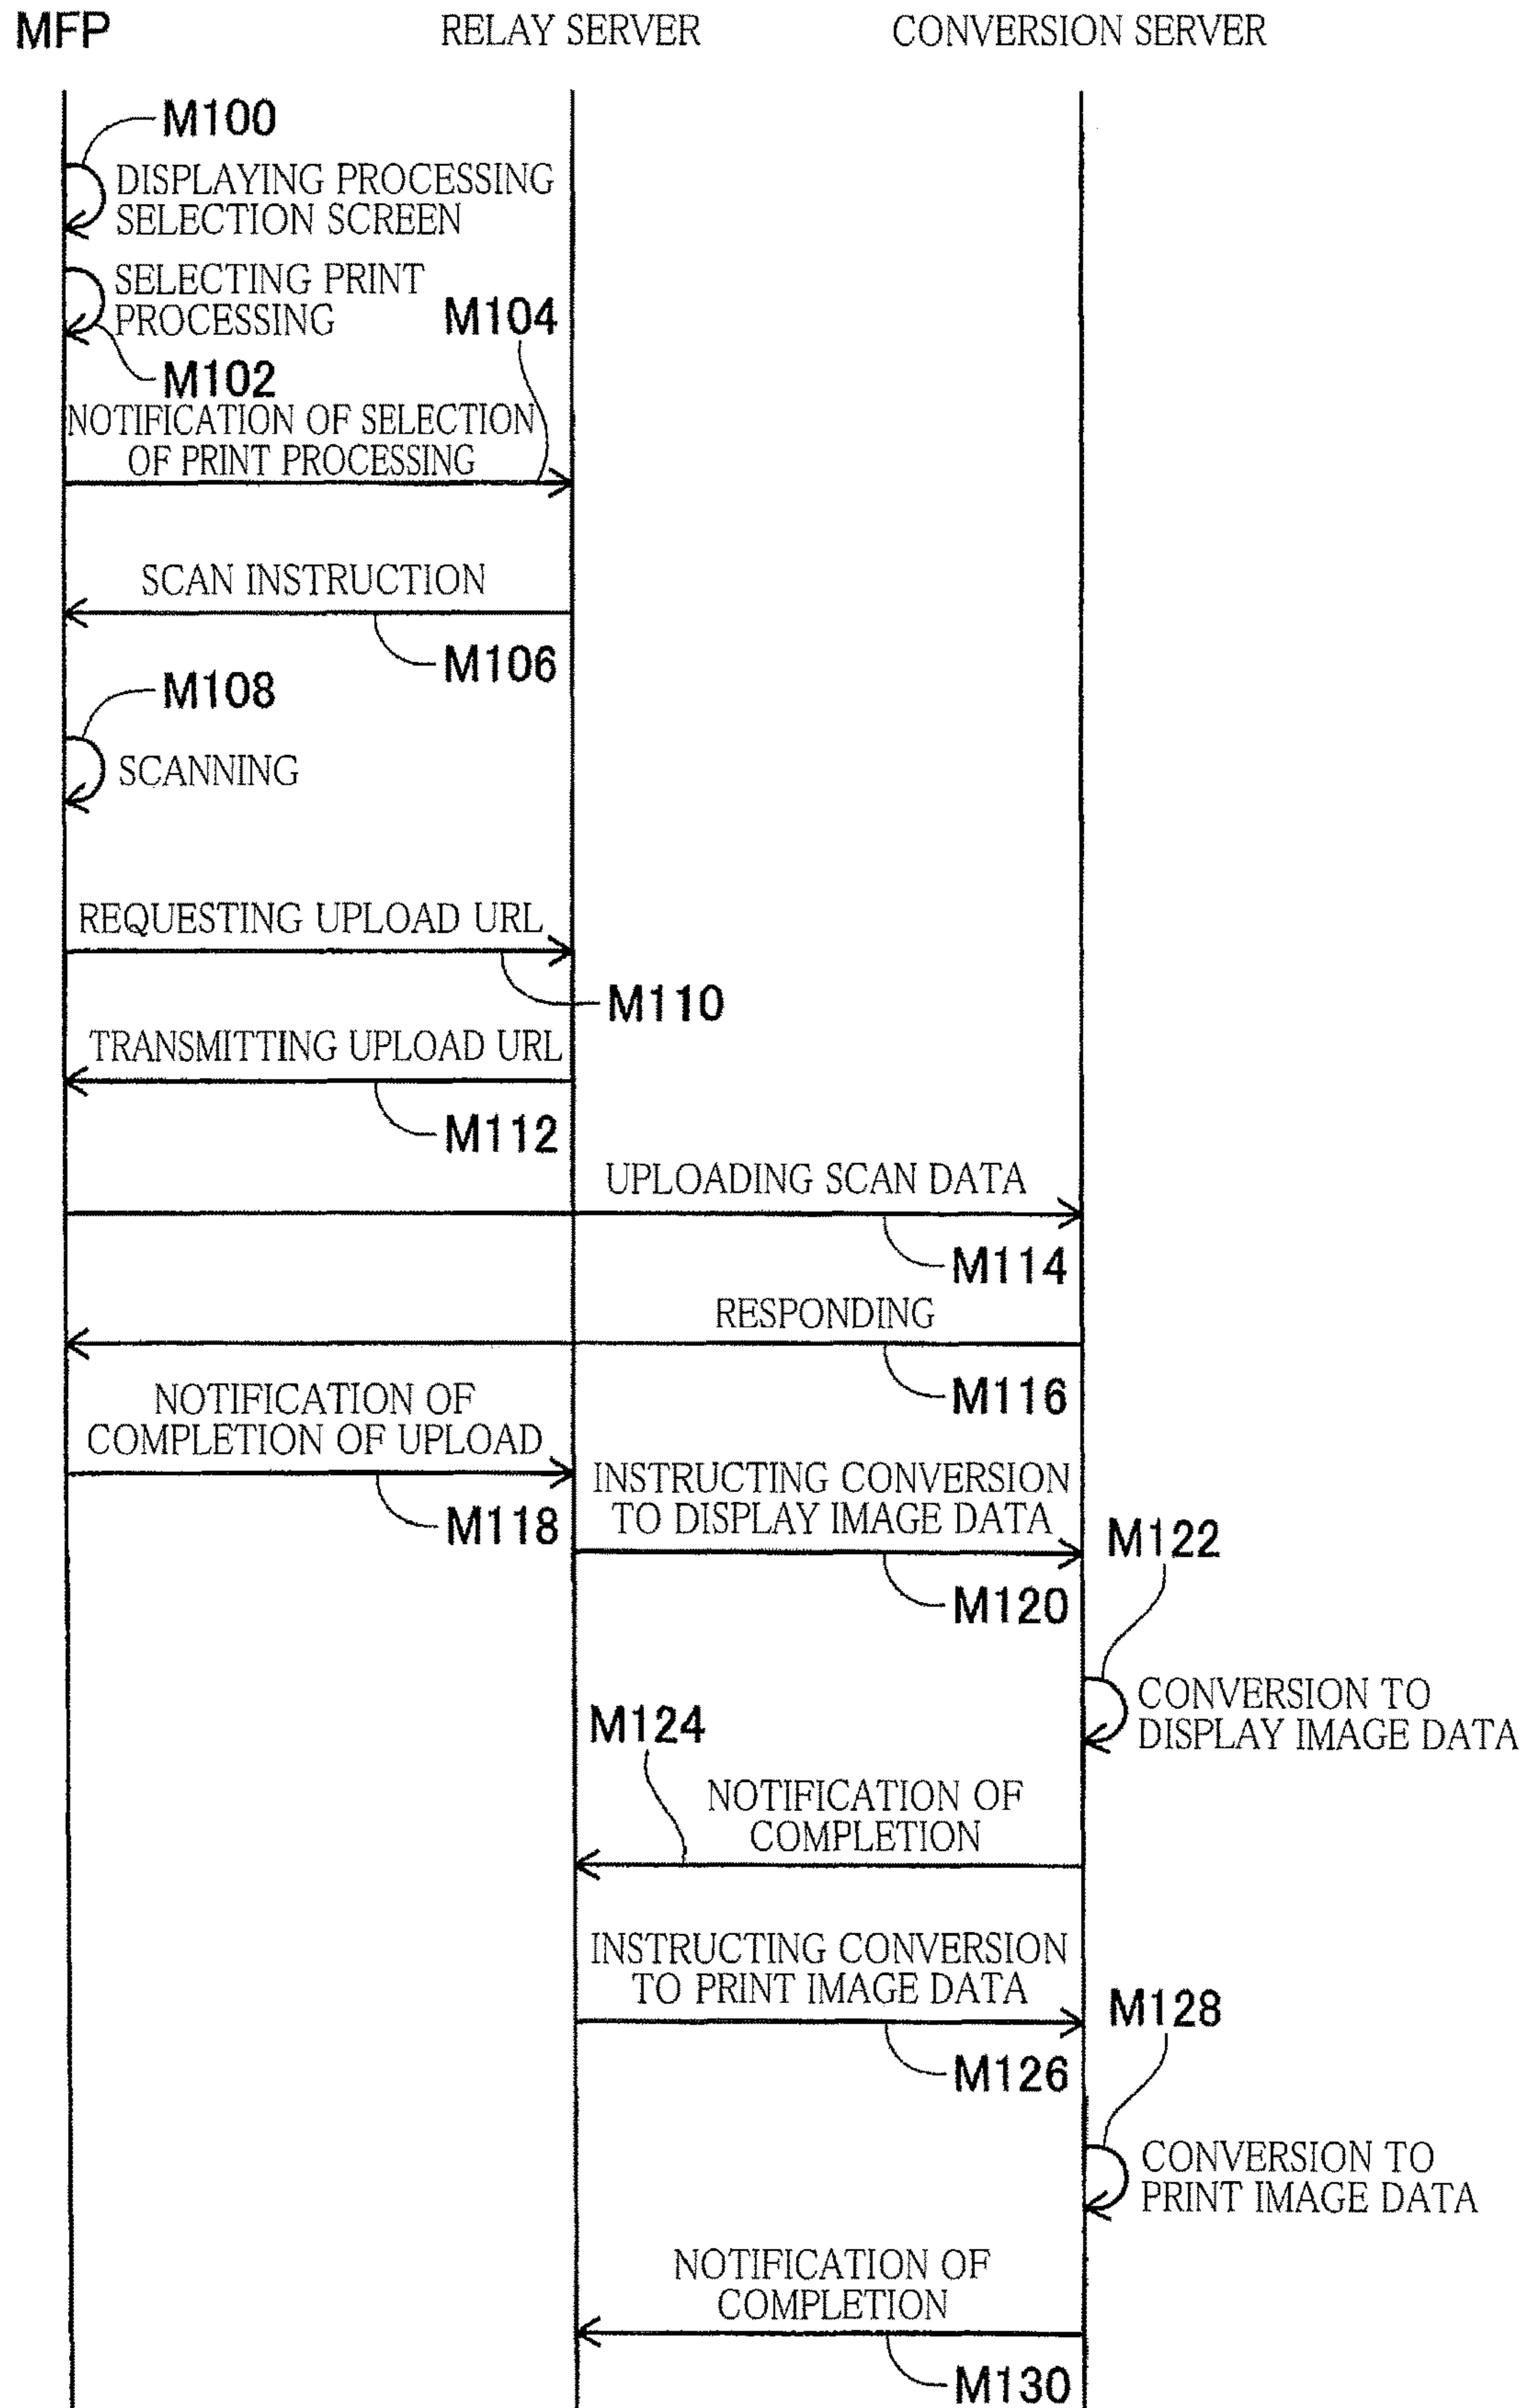 MFP
RELAY SERVER
CONVERSION SERVER
M100
DISPLAYING PROCESSING
SELECTION SCREEN
SELECTING PRINT
PROCESSING
M104
M102
NOTIFICATION OF SELECTION
OF PRINT PROCESSING
SCAN INSTRUCTION
M106
M108
SCANNING
REQUESTING UPLOAD URL
M110
TRANSMITTING UPLOAD URL
M112
UPLOADING SCAN DATA
M114
RESPONDING
M116
NOTIFICATION OF
COMPLETION OF UPLOAD
M118
INSTRUCTING CONVERSION
TO DISPLAY IMAGE DATA
M120
M122
CONVERSION TO
DISPLAY IMAGE DATA
M124
NOTIFICATION OF
COMPLETION
INSTRUCTING CONVERSION
TO PRINT IMAGE DATA
M126
M128
CONVERSION TO
PRINT IMAGE DATA
NOTIFICATION OF
COMPLETION
M130